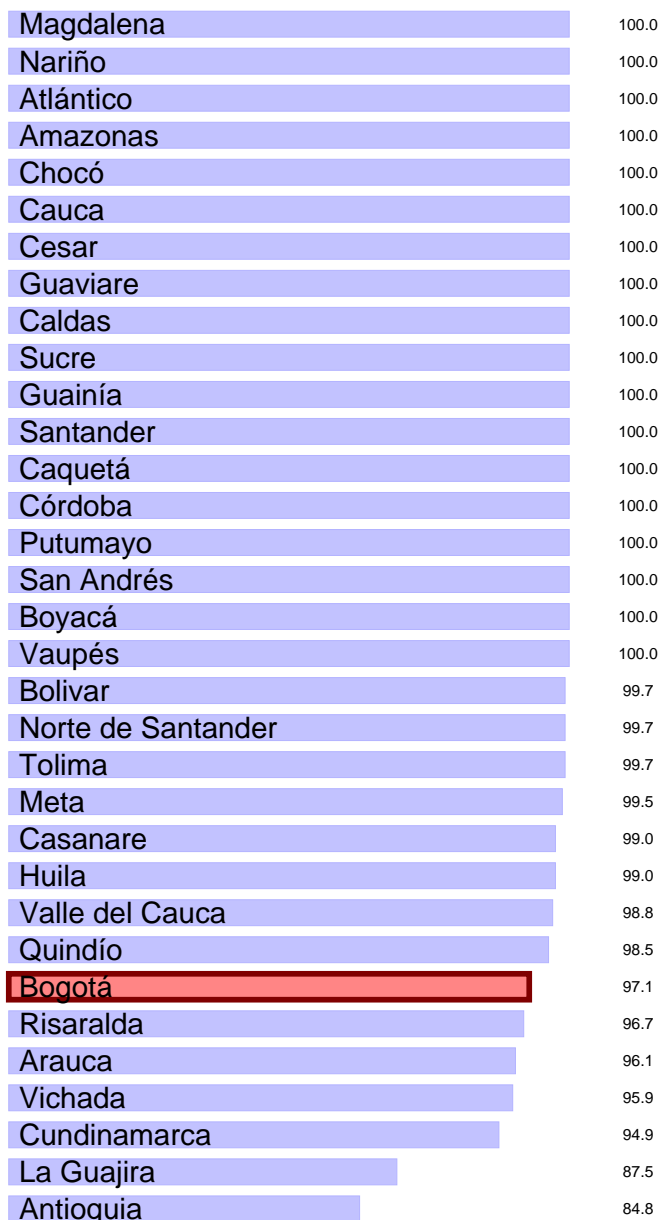 Magdalena 100.0
Nariño 100.0
Atlántico 100.0
Amazonas 100.0
Chocó 100.0
Cauca 100.0
Cesar 100.0
Guaviare 100.0
Caldas 100.0
Sucre 100.0
Guainía 100.0
Santander 100.0
Caquetá 100.0
Córdoba 100.0
Putumayo 100.0
San Andrés 100.0
Boyacá 100.0
Vaupés 100.0
Bolivar 99.7
Norte de Santander 99.7
Tolima 99.7
Meta 99.5
Casanare 99.0
Huila 99.0
Valle del Cauca 98.8
Quindío 98.5
Bogotá 97.1
Risaralda 96.7
Arauca 96.1
Vichada 95.9
Cundinamarca 94.9
La Guajira 87.5
Antioquia 84.8